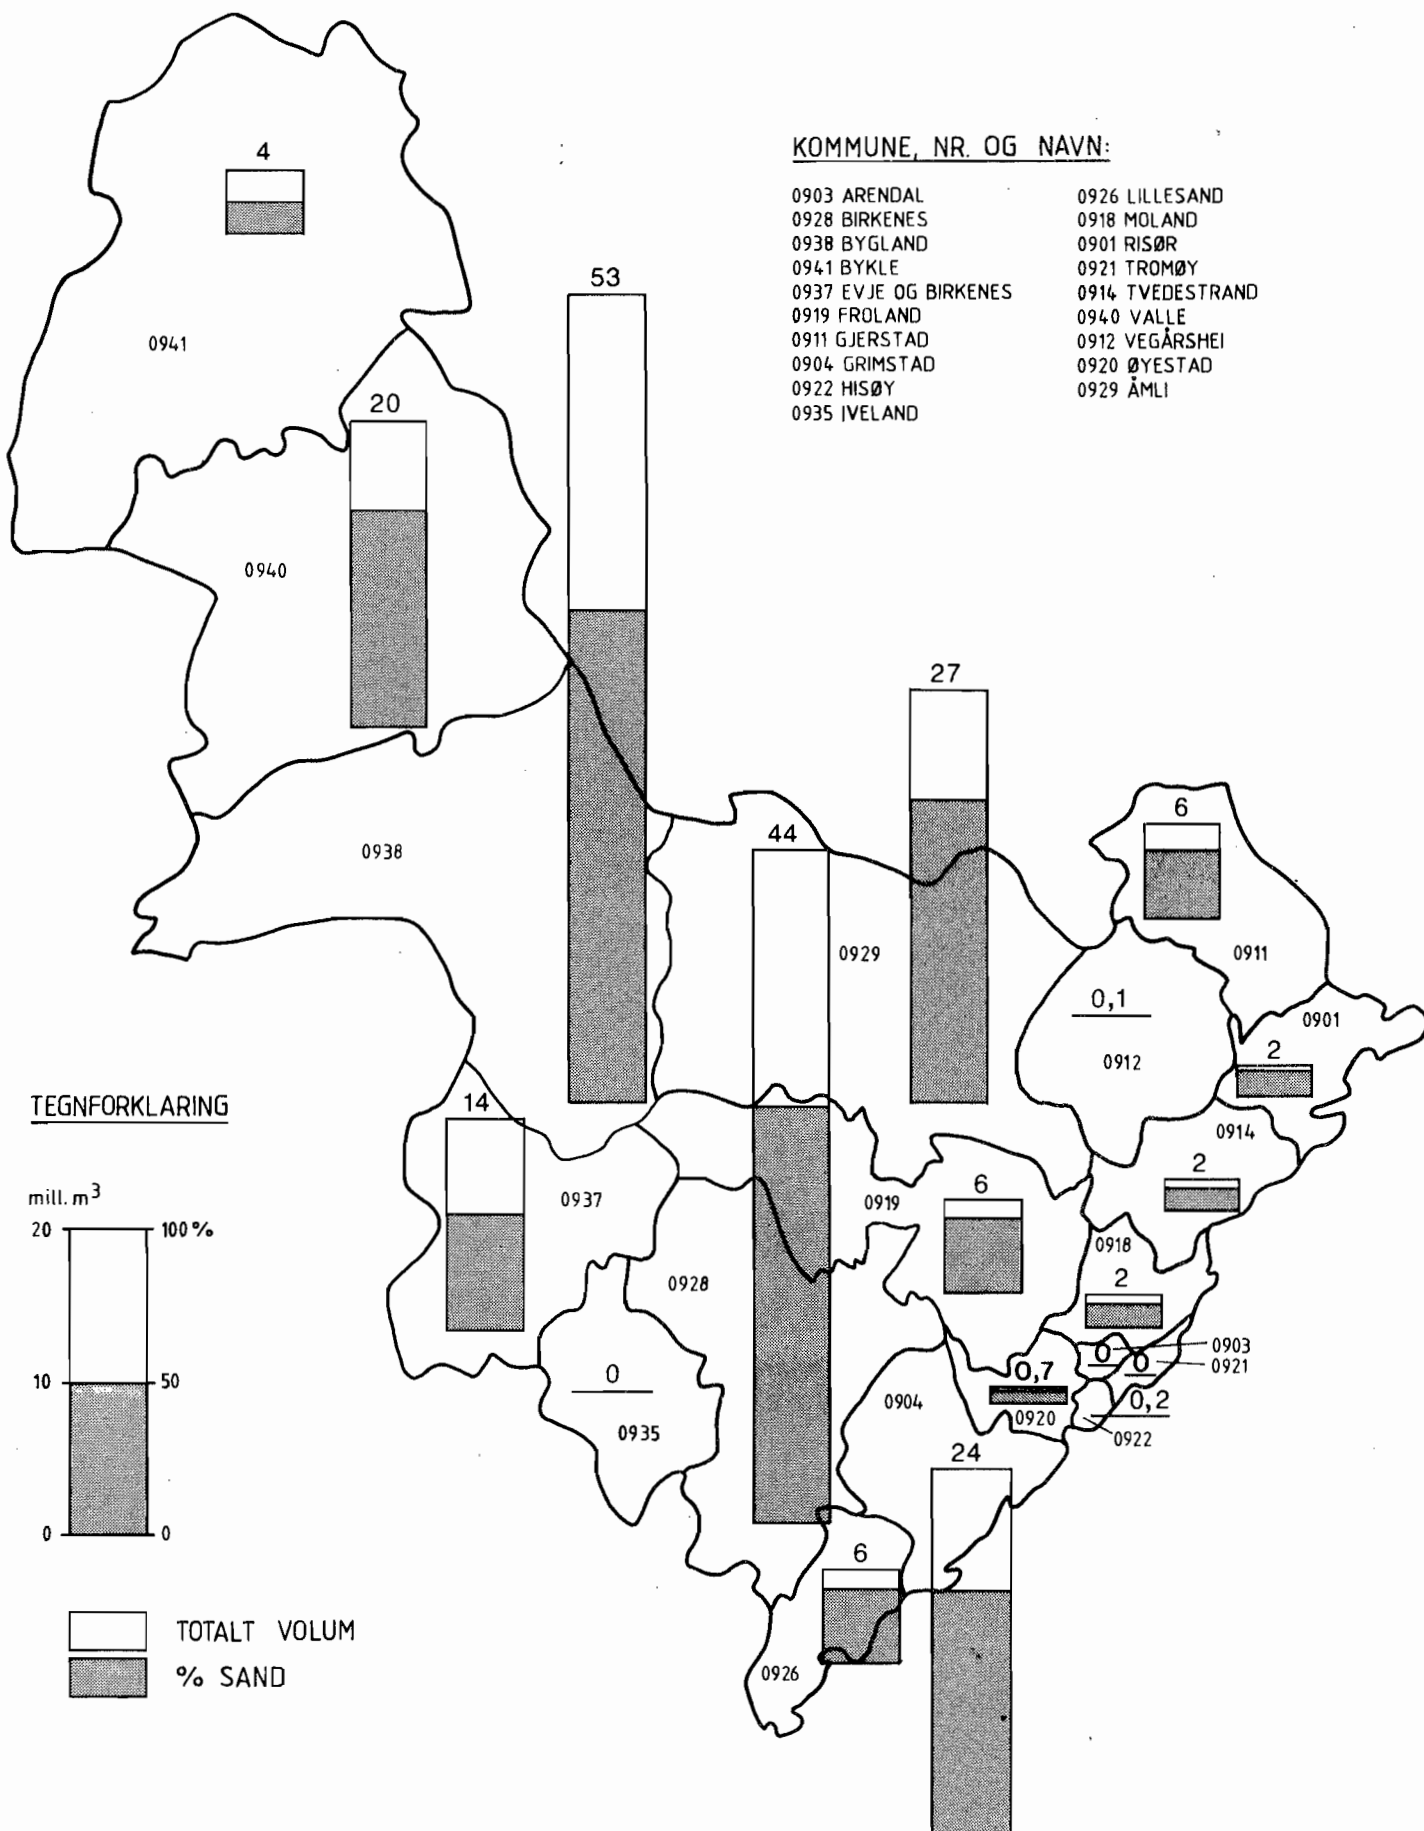 KOMMUNE, NR. OG NAVN:
0903 ARENDAL
0928 BIRKENES
0938 BYGLAND
0941 BYKLE
0937 EVJE OG BIRKENES
0919 FROLAND
0911 GJERSTAD
0904 GRIMSTAD
0922 HISØY
0935 IVELAND
0926 LILLESAND
0918 MOLAND
0901 RISØR
0921 TROMØY
0914 TVEDESTRAND
0940 VALLE
0912 VEGÅRSHEI
0920 ØYESTAD
0929 ÅMLI
4
0941
53
20
0940
27
6
44
0938
0929
0911
0,1
0901
0912
2
14
0914
2
0937
0919
6
0918
0928
2
0903
0
0
0921
0,7
0
0,2
0904
0920
0922
0935
24
6
0926
TEGNFORKLARING
mill. m³
20 100 %
10 50
0 0
TOTALT VOLUM
% SAND